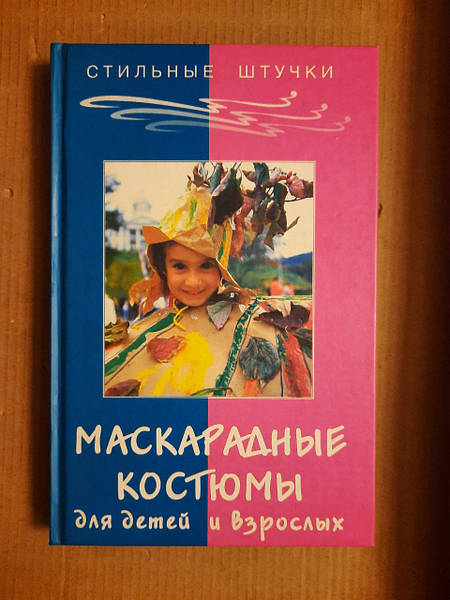 СТИЛЬНЫЕ ШТУЧКИ
МАСКАРАДНЫЕ
КОСТЮМЫ
для детей и взрослых